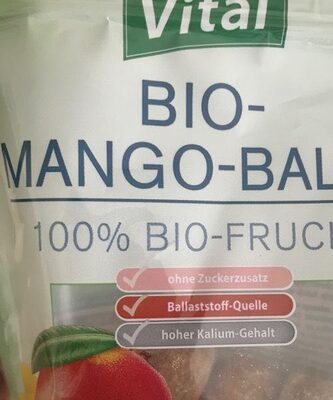 Vital
BIO-
MANGO-BAL
100% BIO-FRUC
ohne Zuckerzusatz
Ballaststoff-Quelle
hoher Kalium-Gehalt